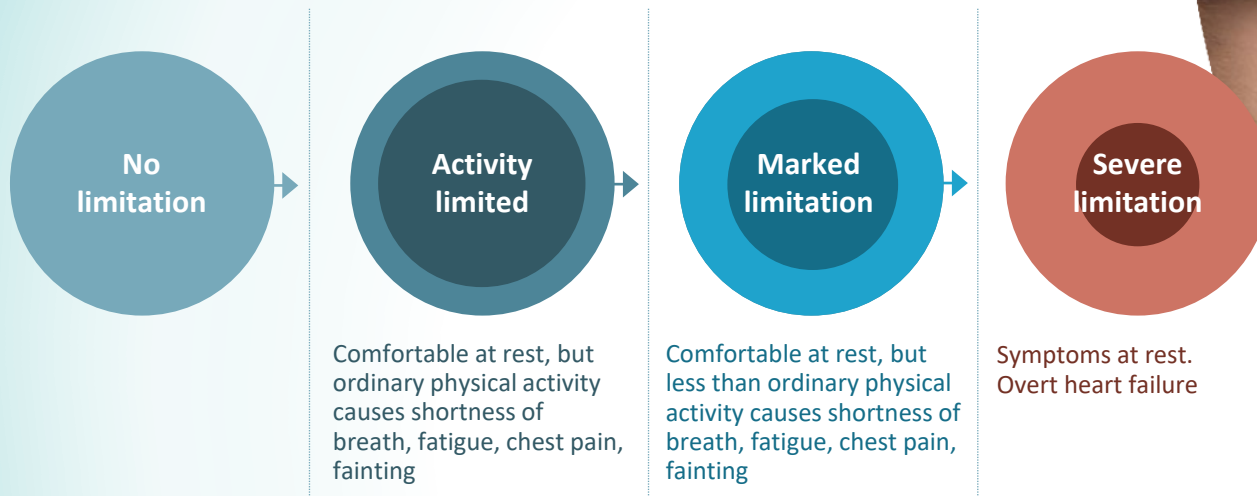 No
limitation
Activity
limited
Comfortable at rest, but
ordinary physical activity
causes shortness of
breath, fatigue, chest pain,
fainting
Marked
limitation
Comfortable at rest, but
less than ordinary physical
activity causes shortness of
breath, fatigue, chest pain,
fainting
Severe
limitation
Symptoms at rest.
Overt heart failure